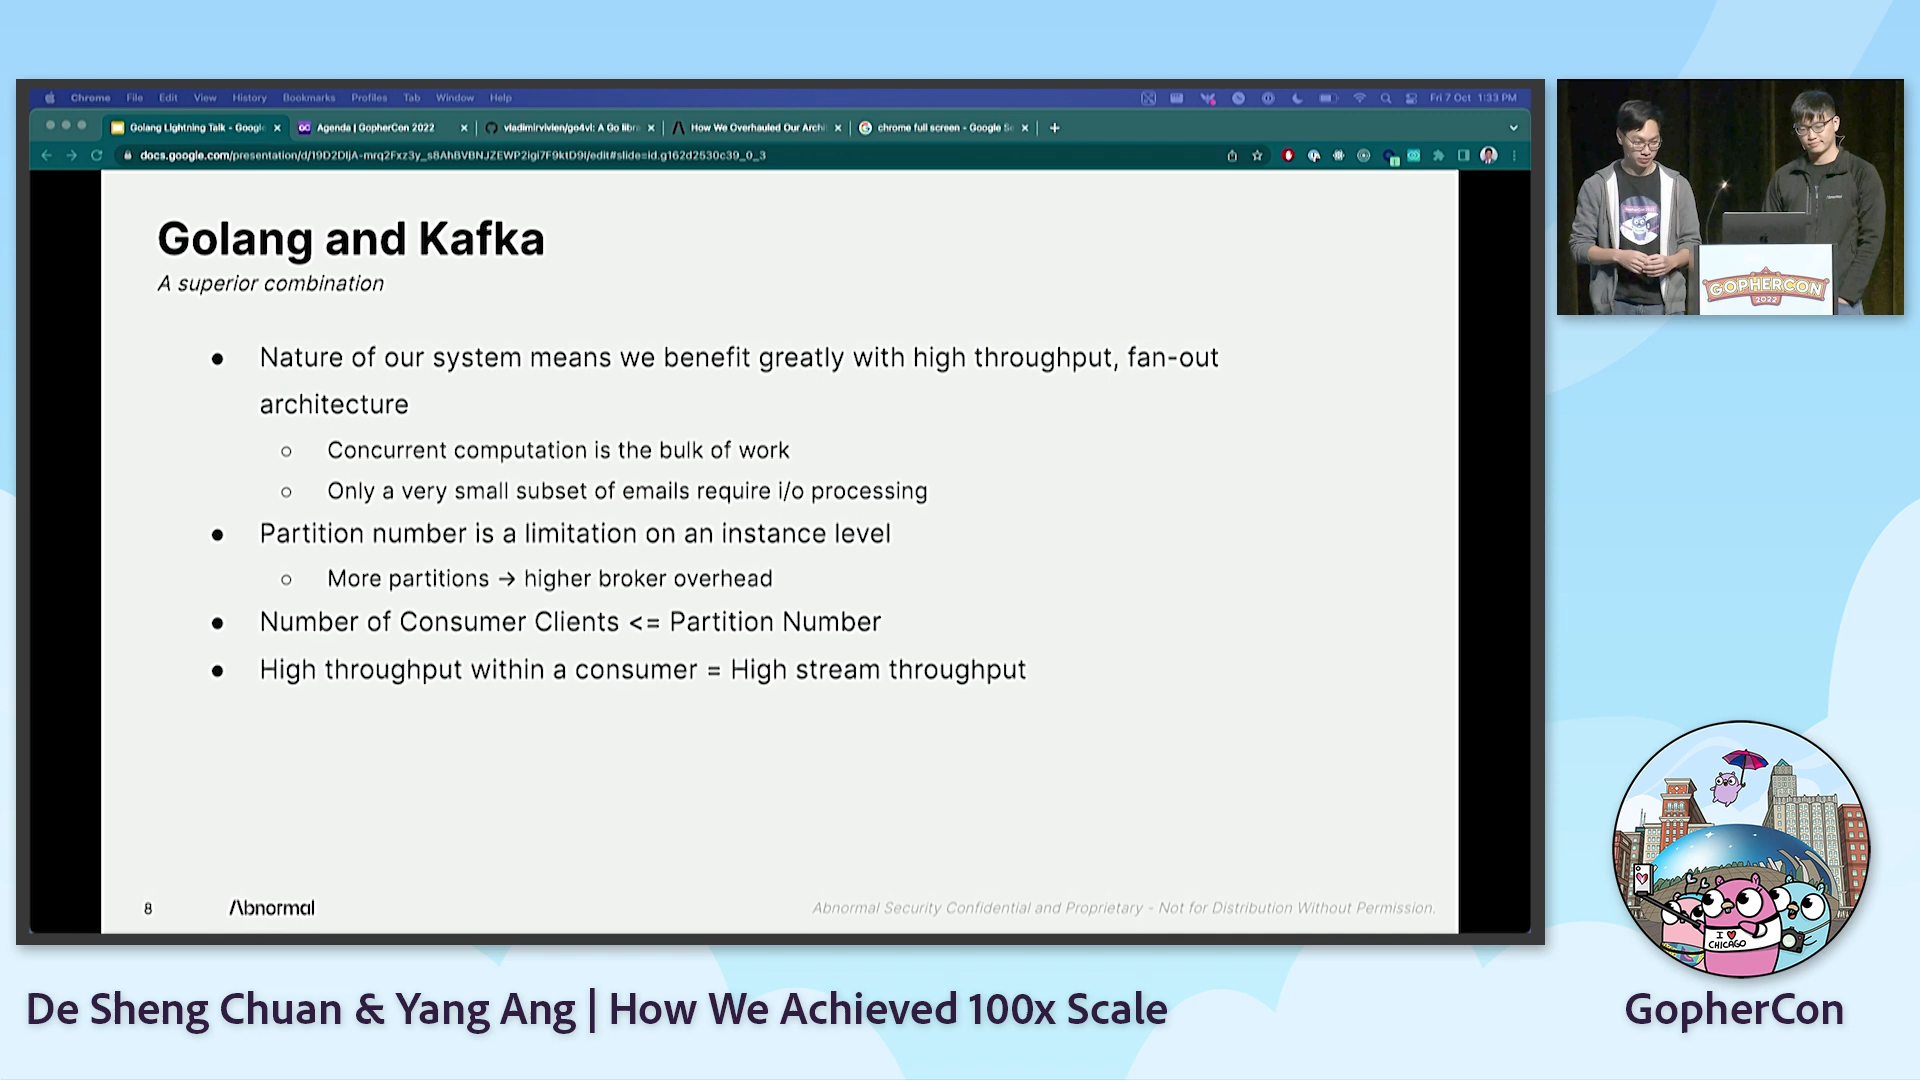 Chrome File Edit View History Bookmarks Profiles Tab Window Help
Fri 7 Oct 1:33 PM
Golang Lightning Talk - Google
Agenda | GopherCon 2022
vladimirvivien/go4vl: A Go libr
How We Overhauled Our Archi
chrome full screen - Google Se
Golang and Kafka
A superior combination
● Nature of our system means we benefit greatly with high throughput, fan-out
architecture
○ Concurrent computation is the bulk of work
○ Only a very small subset of emails require i/o processing
● Partition number is a limitation on an instance level
○ More partitions → higher broker overhead
● Number of Consumer Clients <= Partition Number
● High throughput within a consumer = High stream throughput
8
Abnormal
Abnormal Security Confidential and Proprietary - Not for Distribution Without Permission.
GOPHERCON
2022
I ♥
CHICAGO
De Sheng Chuan & Yang Ang | How We Achieved 100x Scale
GopherCon